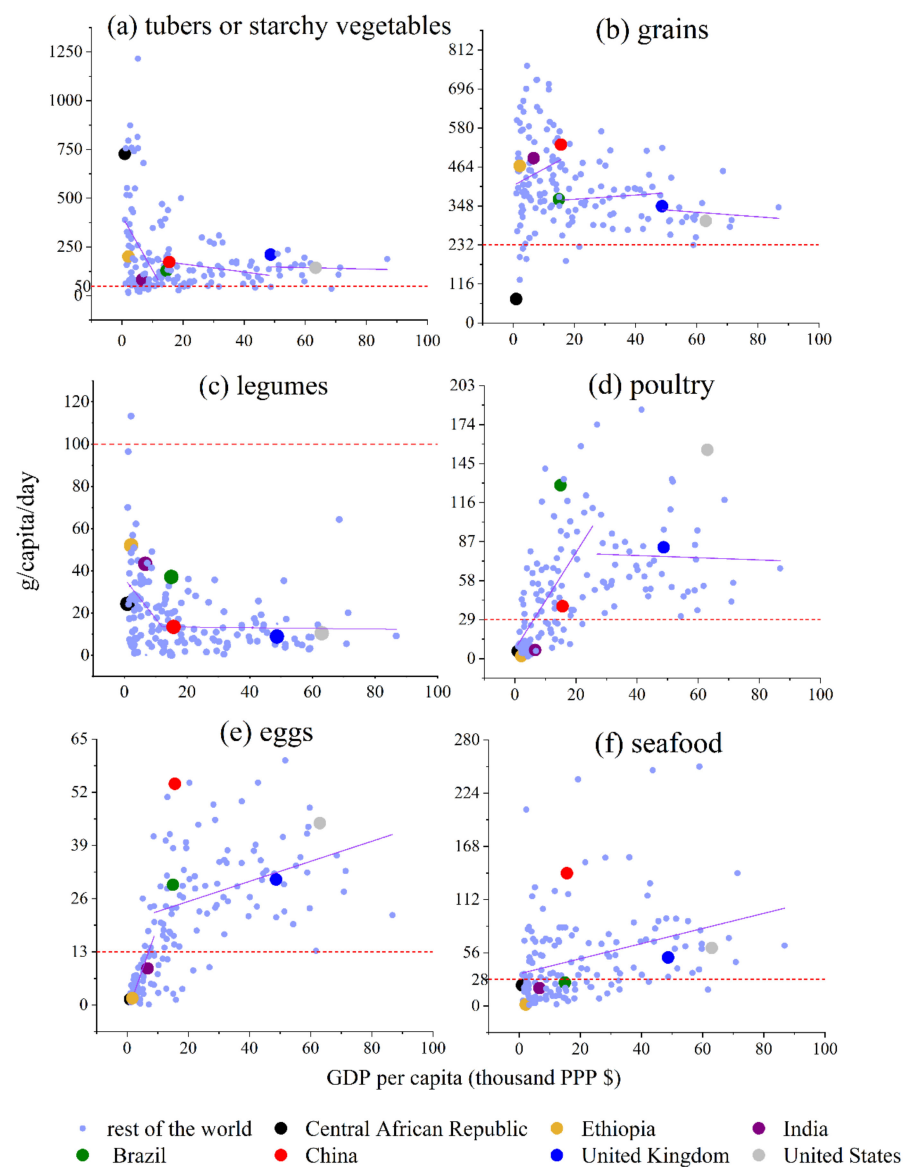 (a) tubers or starchy vegetables
1250
1000
750
500
250
50
0
0 20 40 60 80 100
(b) grains
812
696
580
464
348
232
116
0
0 20 40 60 80 100
(c) legumes
120
100
80
60
40
20
0
0 20 40 60 80 100
(d) poultry
203
174
145
116
87
58
29
0
0 20 40 60 80 100
g/capita/day
(e) eggs
65
52
39
26
13
0
0 20 40 60 80 100
(f) seafood
280
224
168
112
56
28
0
0 20 40 60 80 100
GDP per capita (thousand PPP $)
rest of the world Central African Republic Ethiopia India
Brazil China United Kingdom United States